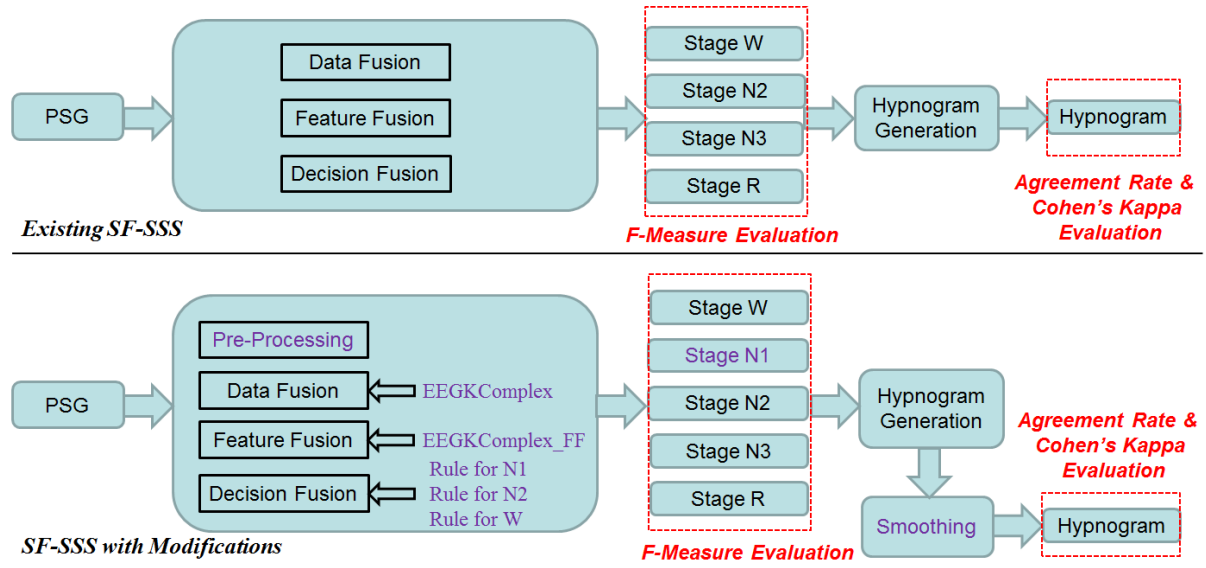 PSG
Data Fusion
Feature Fusion
Decision Fusion
Existing SF-SSS
Stage W
Stage N2
Stage N3
Stage R
F-Measure Evaluation
Hypnogram
Generation
Hypnogram
Agreement Rate &
Cohen's Kappa
Evaluation
PSG
Pre-Processing
Data Fusion
EEGKComplex
Feature Fusion
EEGKComplex_FF
Decision Fusion
Rule for N1
Rule for N2
Rule for W
SF-SSS with Modifications
Stage W
Stage N1
Stage N2
Stage N3
Stage R
F-Measure Evaluation
Hypnogram
Generation
Smoothing
Agreement Rate &
Cohen's Kappa
Evaluation
Hypnogram